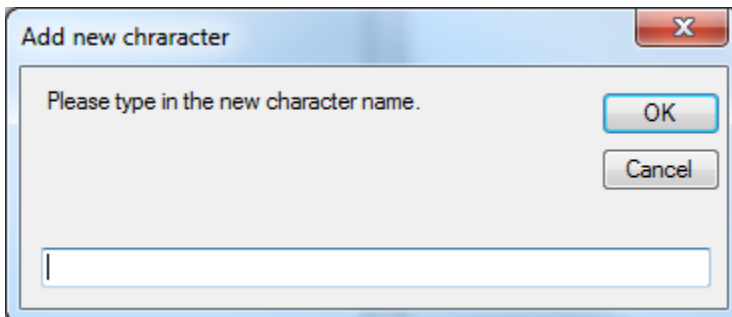 Add new chraracter
Please type in the new character name.
OK
Cancel